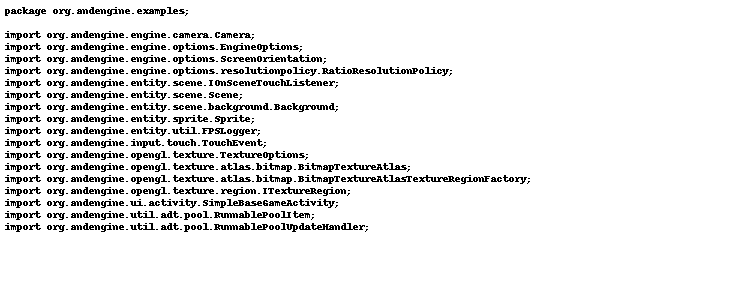 package org.andengine.examples;
import org.andengine.engine.camera.Camera;
import org.andengine.engine.options.EngineOptions;
import org.andengine.engine.options.ScreenOrientation;
import org.andengine.engine.options.resolutionpolicy.RatioResolutionPolicy;
import org.andengine.entity.scene.IOnSceneTouchListener;
import org.andengine.entity.scene.Scene;
import org.andengine.entity.scene.background.Background;
import org.andengine.entity.sprite.Sprite;
import org.andengine.entity.util.FPSLogger;
import org.andengine.input.touch.TouchEvent;
import org.andengine.opengl.texture.TextureOptions;
import org.andengine.opengl.texture.atlas.bitmap.BitmapTextureAtlas;
import org.andengine.opengl.texture.atlas.bitmap.BitmapTextureAtlasTextureRegionFactory;
import org.andengine.opengl.texture.region.ITextureRegion;
import org.andengine.ui.activity.SimpleBaseGameActivity;
import org.andengine.util.adt.pool.RunnablePoolItem;
import org.andengine.util.adt.pool.RunnablePoolUpdateHandler;